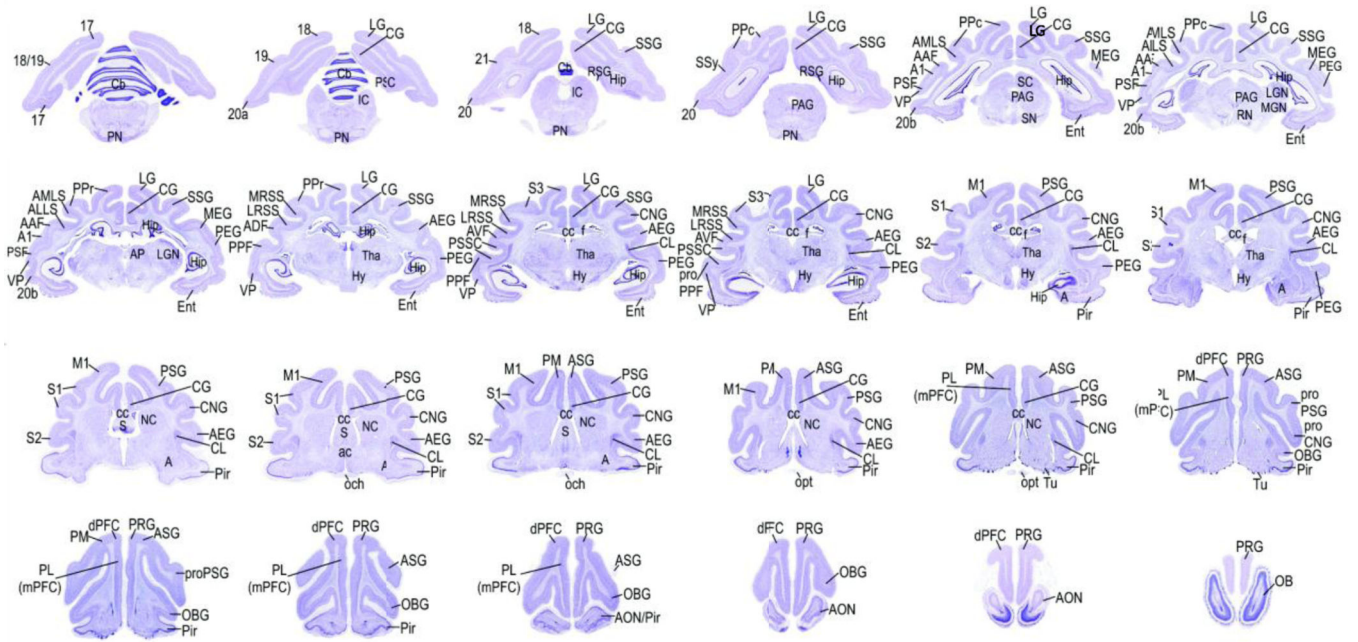 17 LG 18 LG CG 18 LG CG SSG PPc LG CG SSG PPc LG LG CG SSG MEG PPc LG CG SSG MEG PEG
18/19 Cb 17 PN
19 Cb IC 20a PN
21 Cb RSG Hip IC 20 PN
SSy RSG Hip PAG 20 PN
AMLS AAF A1 PSF VP 20b SC Hip PAG SN Ent
A1 PSF VP 20b Hip LGN PAG MGN RN Ent
AMLS PPr LG CG SSG MEG PEG
ALLS AAF A1 PSF VP 20b Hip AP LGN Hip Ent
MRSS PPr LG CG SSG AEG PEG
LRSS ADF PPF VP Hip Tha Hy Hip Ent
MRSS S3 LG CG SSG CNG AEG CL PEG
LRSS AVF PSSC PPF VP cc f Tha Hy Hip Ent
MRSS S3 LG CG SSG CNG AEG CL PEG
LRSS AVF PSSC pro PPF VP cc f Tha Hy Hip Ent
M1 PSG CG CNG AEG CL PEG
S1 S2 cc f Tha Hy Hip A Pir
M1 PSG CG CNG AEG CL PEG
S1 cc f Tha Hy A Pir
M1 PSG CG CNG AEG CL Pir
S1 S2 cc S NC A
M1 PSG CG CNG AEG CL Pir
S1 S2 cc S NC ac och
PM ASG PSG CG CNG AEG CL Pir
M1 S1 S2 cc S NC A och
ASG CG PSG CNG AEG CL Pir
M1 cc NC opt
PM ASG CG PSG CNG CL Pir
PL (mPFC) cc NC opt Tu
dPFC PRG ASG pro PSG pro CNG OBG Pir
PM Tu
dPFC PRG ASG proPSG OBG Pir
PM PL (mPFC)
dPFC PRG ASG OBG Pir
PL (mPFC)
dPFC PRG ASG OBG AON/Pir
PL (mPFC)
PRG OBG AON
dPFC PRG AON
PRG OB